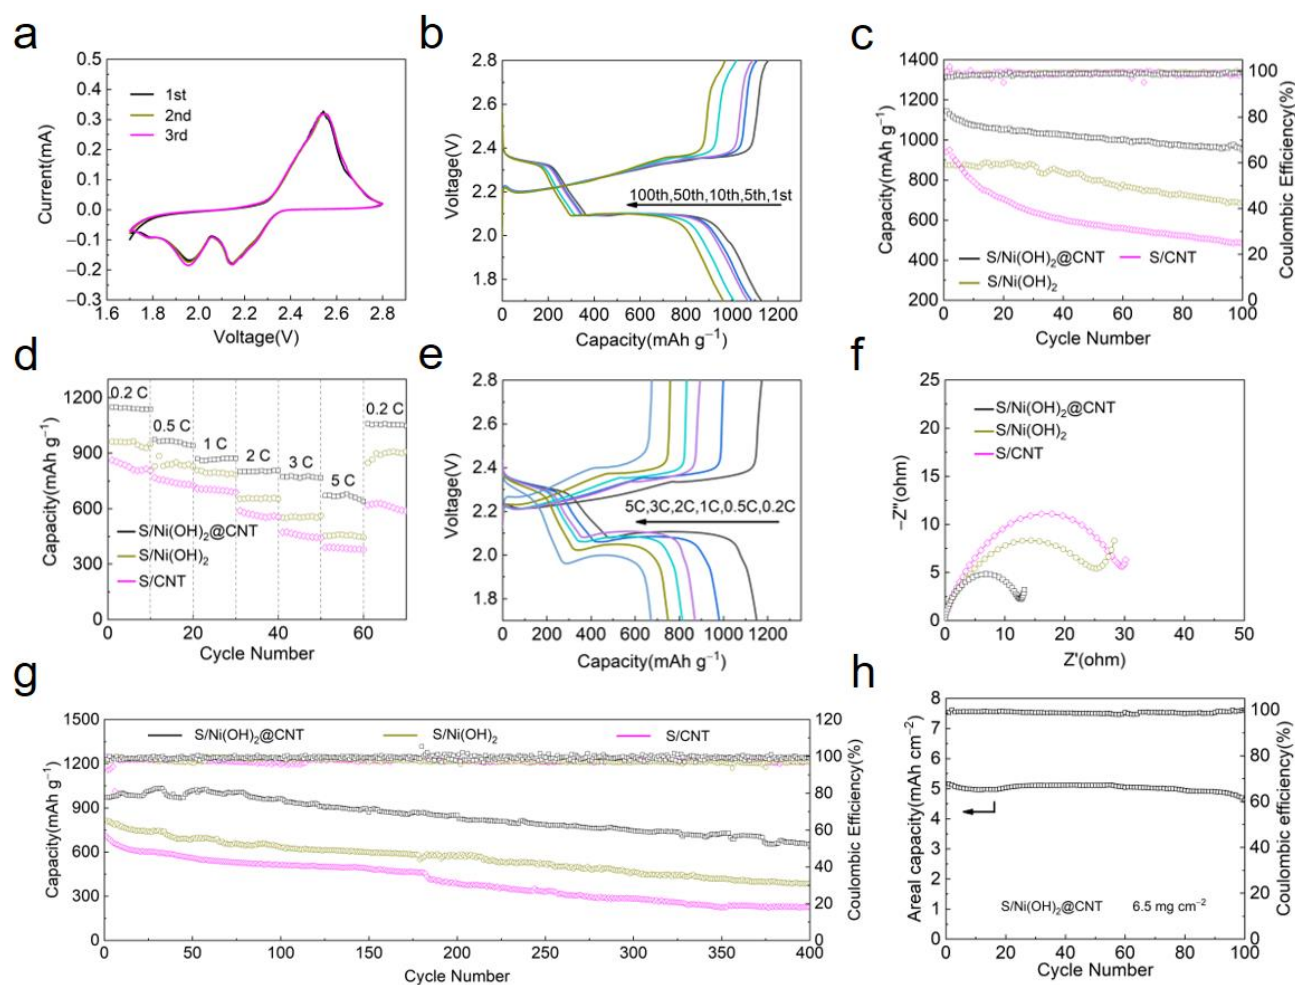 a
0.5
0.4
0.3
0.2
0.1
0.0
−0.1
−0.2
−0.3
1.6 1.8 2.0 2.2 2.4 2.6 2.8
Current(mA)
Voltage(V)
1st
2nd
3rd
b
2.8
2.6
2.4
2.2
2.0
1.8
0 200 400 600 800 1000 1200
Voltage(V)
Capacity(mAh g−1)
100th,50th,10th,5th,1st
c
1400
1200
1000
800
600
400
200
0 20 40 60 80 100
Capacity(mAh g−1)
Cycle Number
100
80
60
40
20
0
Coulombic Efficiency(%)
S/Ni(OH)2@CNT
S/CNT
S/Ni(OH)2
d
1200
900
600
300
0
0 20 40 60
Capacity(mAh g−1)
Cycle Number
0.2 C
0.5 C
1 C
2 C
3 C
5 C
0.2 C
S/Ni(OH)2@CNT
S/Ni(OH)2
S/CNT
e
2.8
2.6
2.4
2.2
2.0
1.8
0 200 400 600 800 1000 1200
Voltage(V)
Capacity(mAh g−1)
5C,3C,2C,1C,0.5C,0.2C
f
25
20
15
10
5
0
0 10 20 30 40 50
−Z"(ohm)
Z'(ohm)
S/Ni(OH)2@CNT
S/Ni(OH)2
S/CNT
g
1500
1200
900
600
300
0
0 50 100 150 200 250 300 350 400
Capacity(mAh g−1)
Cycle Number
120
100
80
60
40
20
0
Coulombic Efficiency(%)
S/Ni(OH)2@CNT
S/Ni(OH)2
S/CNT
h
8
7
6
5
4
3
2
1
0
0 20 40 60 80 100
Areal capacity(mAh cm−2)
Cycle Number
100
80
60
40
20
0
Coulombic Efficiency(%)
S/Ni(OH)2@CNT 6.5 mg cm−2